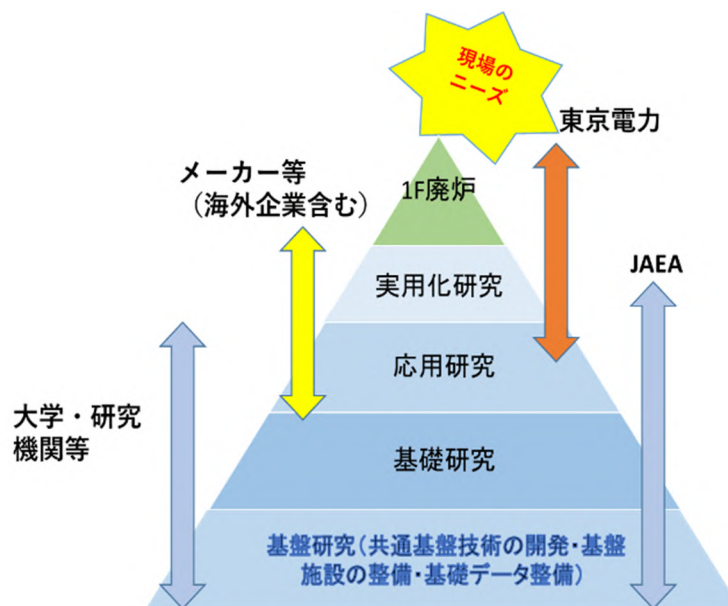 現場の
ニーズ
東京電力
メーカー等
（海外企業含む）
1F廃炉
JAEA
実用化研究
応用研究
大学・研究
機関等
基礎研究
基盤研究（共通基盤技術の開発・基盤
施設の整備・基礎データ整備）